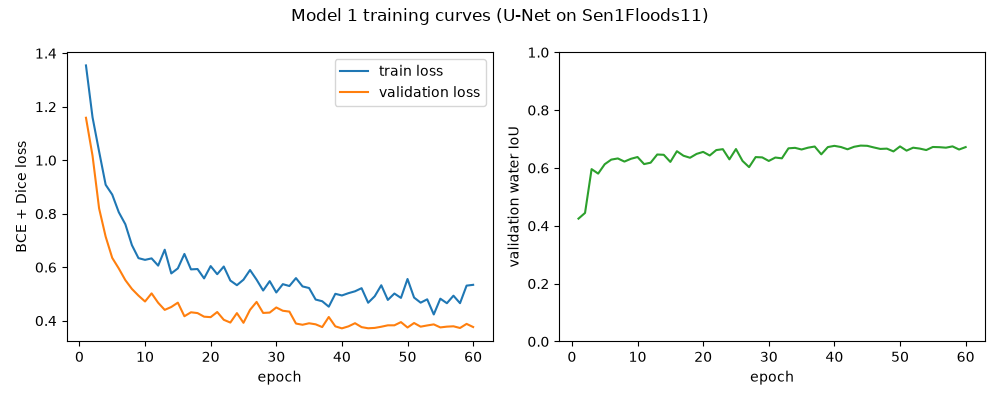 Model 1 training curves (U-Net on Sen1Floods11)
BCE + Dice loss
1.4
1.2
1.0
0.8
0.6
0.4
train loss
validation loss
0 10 20 30 40 50 60
epoch
validation water IoU
1.0
0.8
0.6
0.4
0.2
0.0
0 10 20 30 40 50 60
epoch